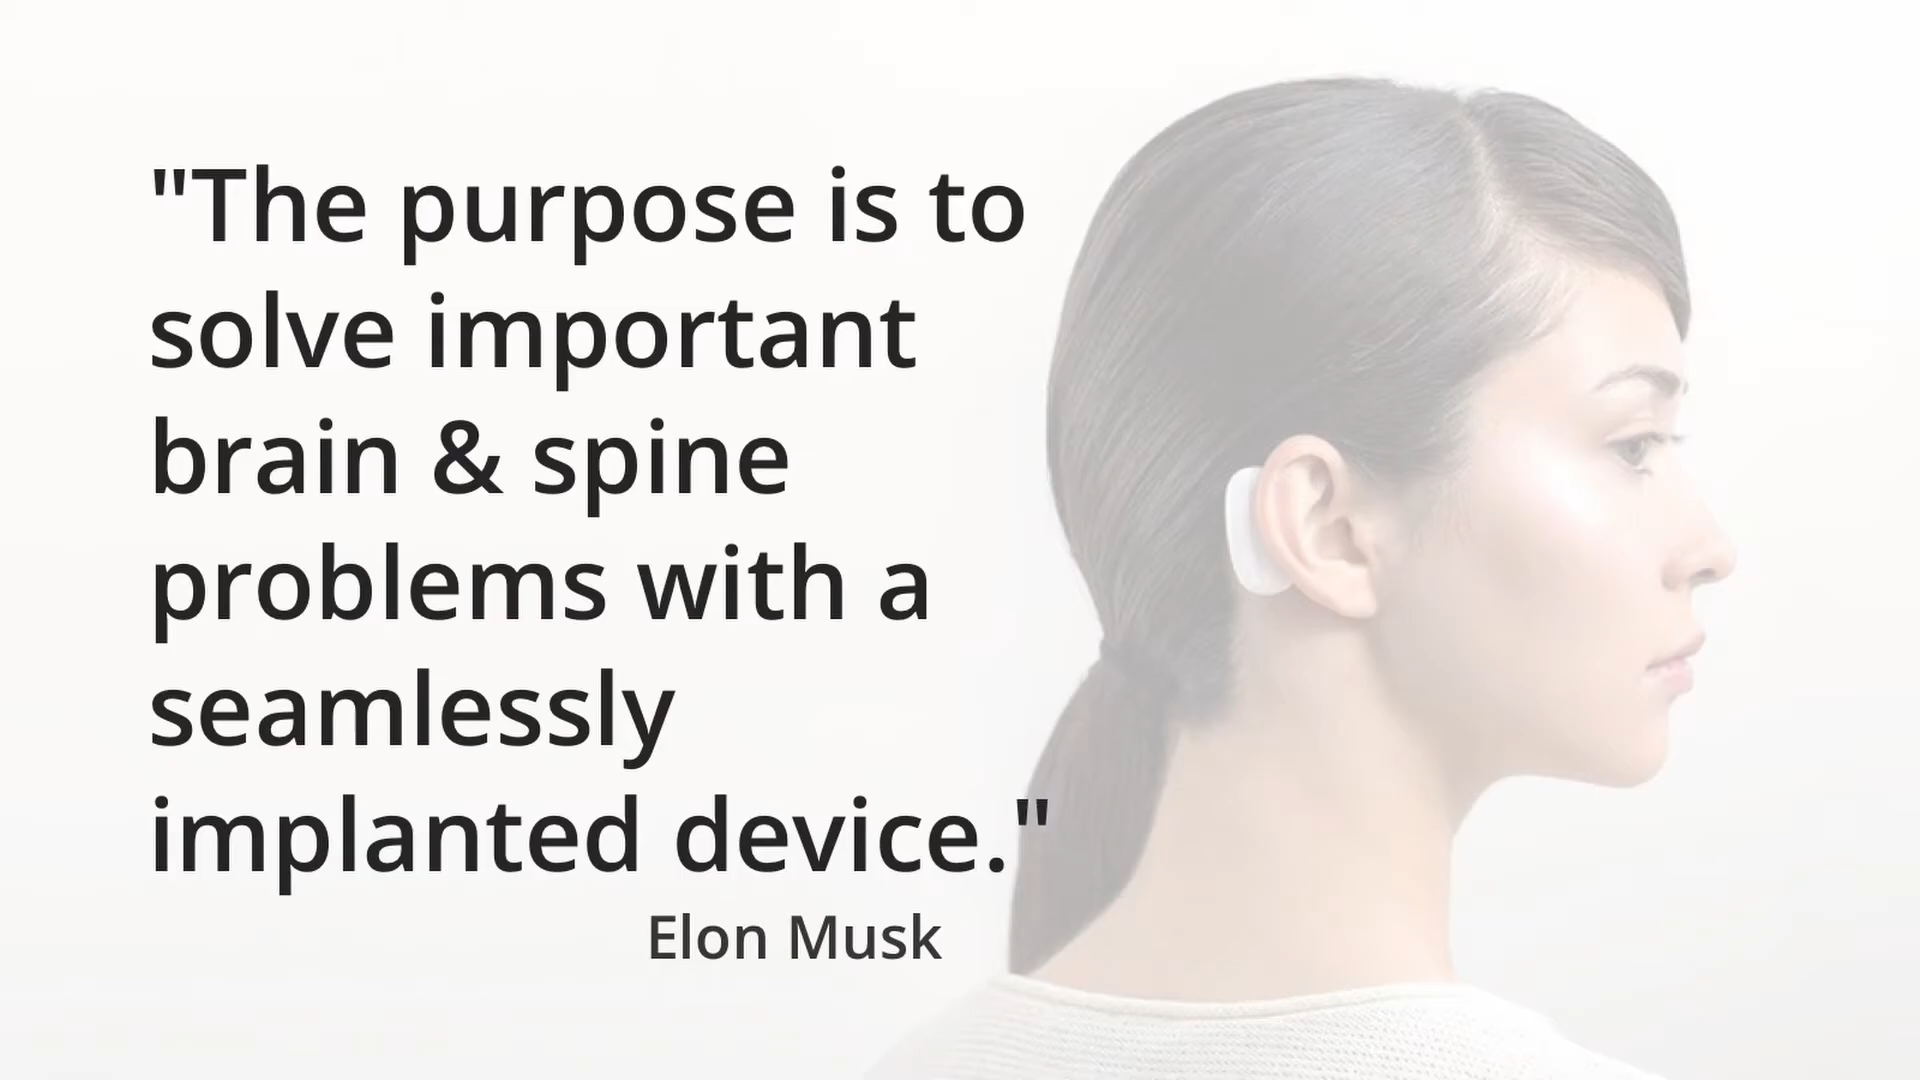 "The purpose is to
solve important
brain & spine
problems with a
seamlessly
implanted device."
Elon Musk